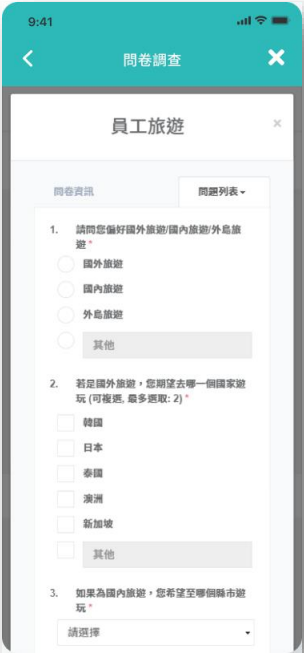 9:41
問卷調查
員工旅遊
×
問卷資訊
問題列表
1. 請問您偏好國外旅遊/國內旅遊/外島旅
遊 *
國外旅遊
國內旅遊
外島旅遊
其他
2. 若是國外旅遊，您期望去哪一個國家遊
玩 (可複選, 最多選取: 2) *
韓國
日本
泰國
澳洲
新加坡
其他
3. 如果為國內旅遊，您希望至哪個縣市遊
玩 *
請選擇